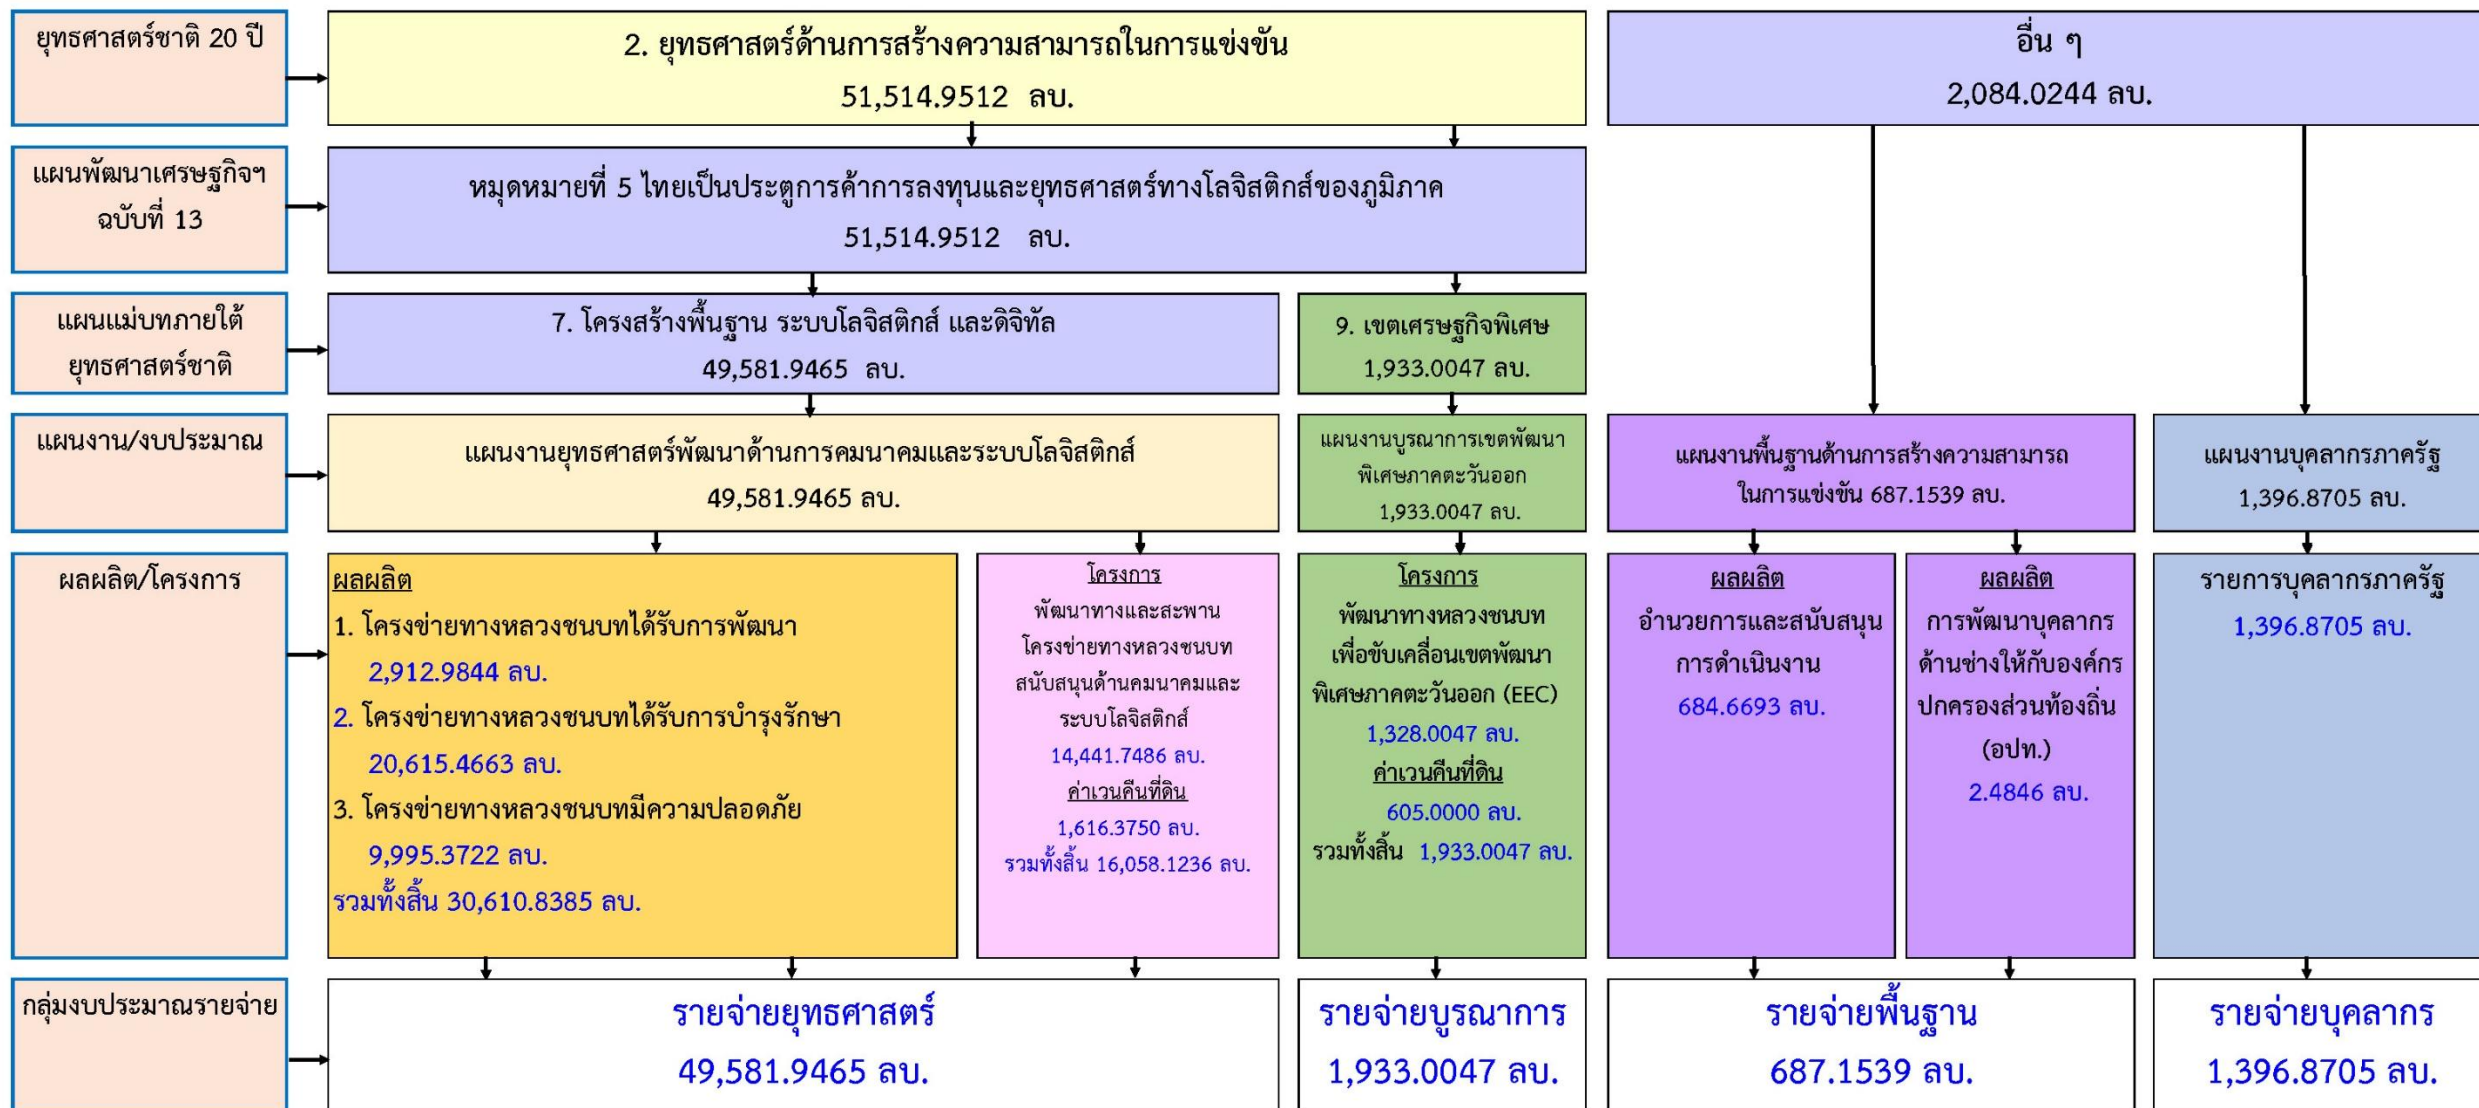 ยุทธศาสตร์ชาติ 20 ปี
2. ยุทธศาสตร์ด้านการสร้างความสามารถในการแข่งขัน
51,514.9512 ลบ.
อื่น ๆ
2,084.0244 ลบ.
แผนพัฒนาเศรษฐกิจฯ
ฉบับที่ 13
หมุดหมายที่ 5 ไทยเป็นประตูการค้าการลงทุนและยุทธศาสตร์ทางโลจิสติกส์ของภูมิภาค
51,514.9512 ลบ.
แผนแม่บทภายใต้
ยุทธศาสตร์ชาติ
7. โครงสร้างพื้นฐาน ระบบโลจิสติกส์ และดิจิทัล
49,581.9465 ลบ.
9. เขตเศรษฐกิจพิเศษ
1,933.0047 ลบ.
แผนงาน/งบประมาณ
แผนงานยุทธศาสตร์พัฒนาด้านการคมนาคมและระบบโลจิสติกส์
49,581.9465 ลบ.
แผนงานบูรณาการเขตพัฒนา
พิเศษภาคตะวันออก
1,933.0047 ลบ.
แผนงานพื้นฐานด้านการสร้างความสามารถ
ในการแข่งขัน 687.1539 ลบ.
แผนงานบุคลากรภาครัฐ
1,396.8705 ลบ.
ผลผลิต/โครงการ
ผลผลิต
1. โครงข่ายทางหลวงชนบทได้รับการพัฒนา
2,912.9844 ลบ.
2. โครงข่ายทางหลวงชนบทได้รับการบำรุงรักษา
20,615.4663 ลบ.
3. โครงข่ายทางหลวงชนบทมีความปลอดภัย
9,995.3722 ลบ.
รวมทั้งสิ้น 30,610.8385 ลบ.
โครงการ
พัฒนาทางและสะพาน
โครงข่ายทางหลวงชนบท
สนับสนุนด้านคมนาคมและ
ระบบโลจิสติกส์
14,441.7486 ลบ.
ค่าเวนคืนที่ดิน
1,616.3750 ลบ.
รวมทั้งสิ้น 16,058.1236 ลบ.
โครงการ
พัฒนาทางหลวงชนบท
เพื่อขับเคลื่อนเขตพัฒนา
พิเศษภาคตะวันออก (EEC)
1,328.0047 ลบ.
ค่าเวนคืนที่ดิน
605.0000 ลบ.
รวมทั้งสิ้น 1,933.0047 ลบ.
ผลผลิต
อำนวยการและสนับสนุน
การดำเนินงาน
684.6693 ลบ.
ผลผลิต
การพัฒนาบุคลากร
ด้านช่างให้กับองค์กร
ปกครองส่วนท้องถิ่น
(อปท.)
2.4846 ลบ.
รายการบุคลากรภาครัฐ
1,396.8705 ลบ.
กลุ่มงบประมาณรายจ่าย
รายจ่ายยุทธศาสตร์
49,581.9465 ลบ.
รายจ่ายบูรณาการ
1,933.0047 ลบ.
รายจ่ายพื้นฐาน
687.1539 ลบ.
รายจ่ายบุคลากร
1,396.8705 ลบ.